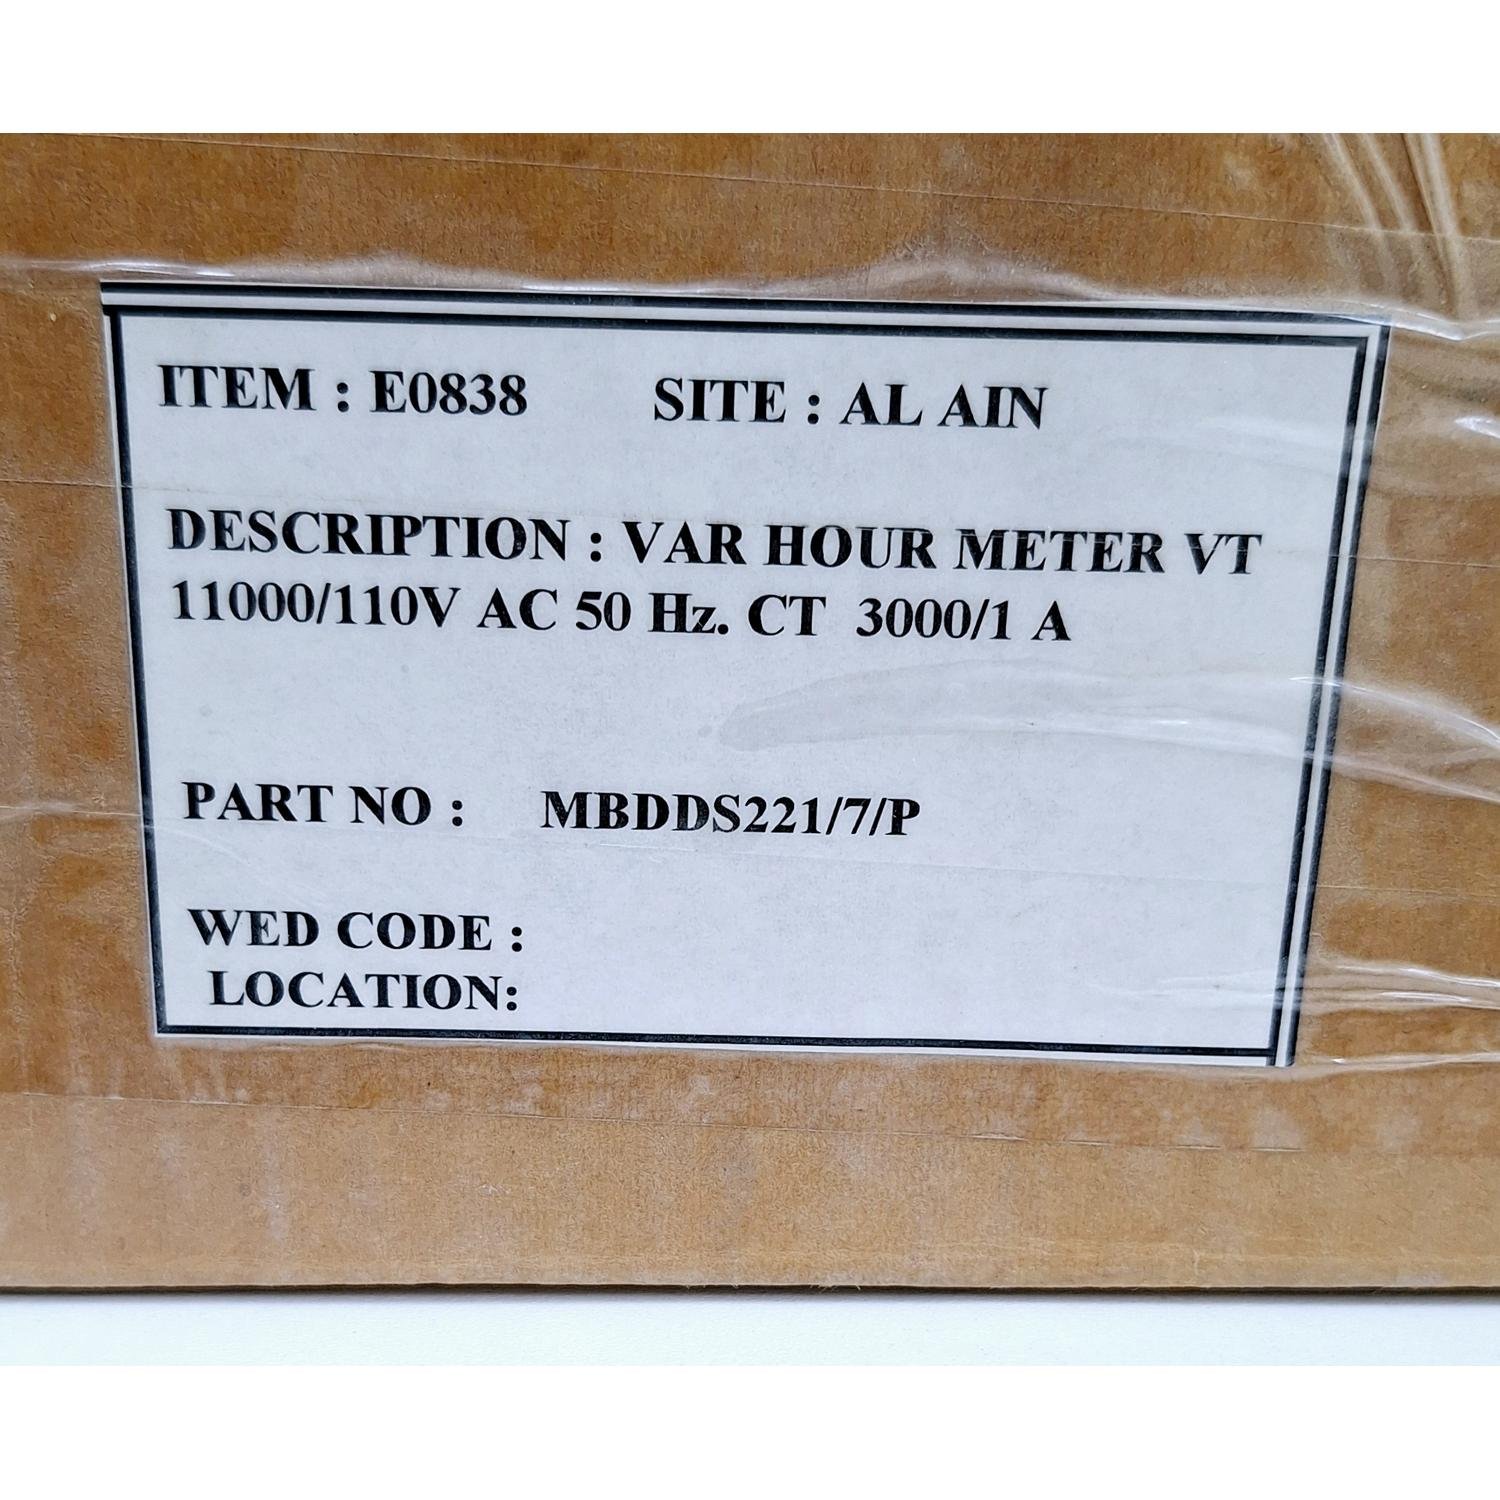 ITEM : E0838 SITE : AL AIN
DESCRIPTION : VAR HOUR METER VT
11000/110V AC 50 Hz. CT 3000/1 A
PART NO : MBDDS221/7/P
WED CODE :
LOCATION: